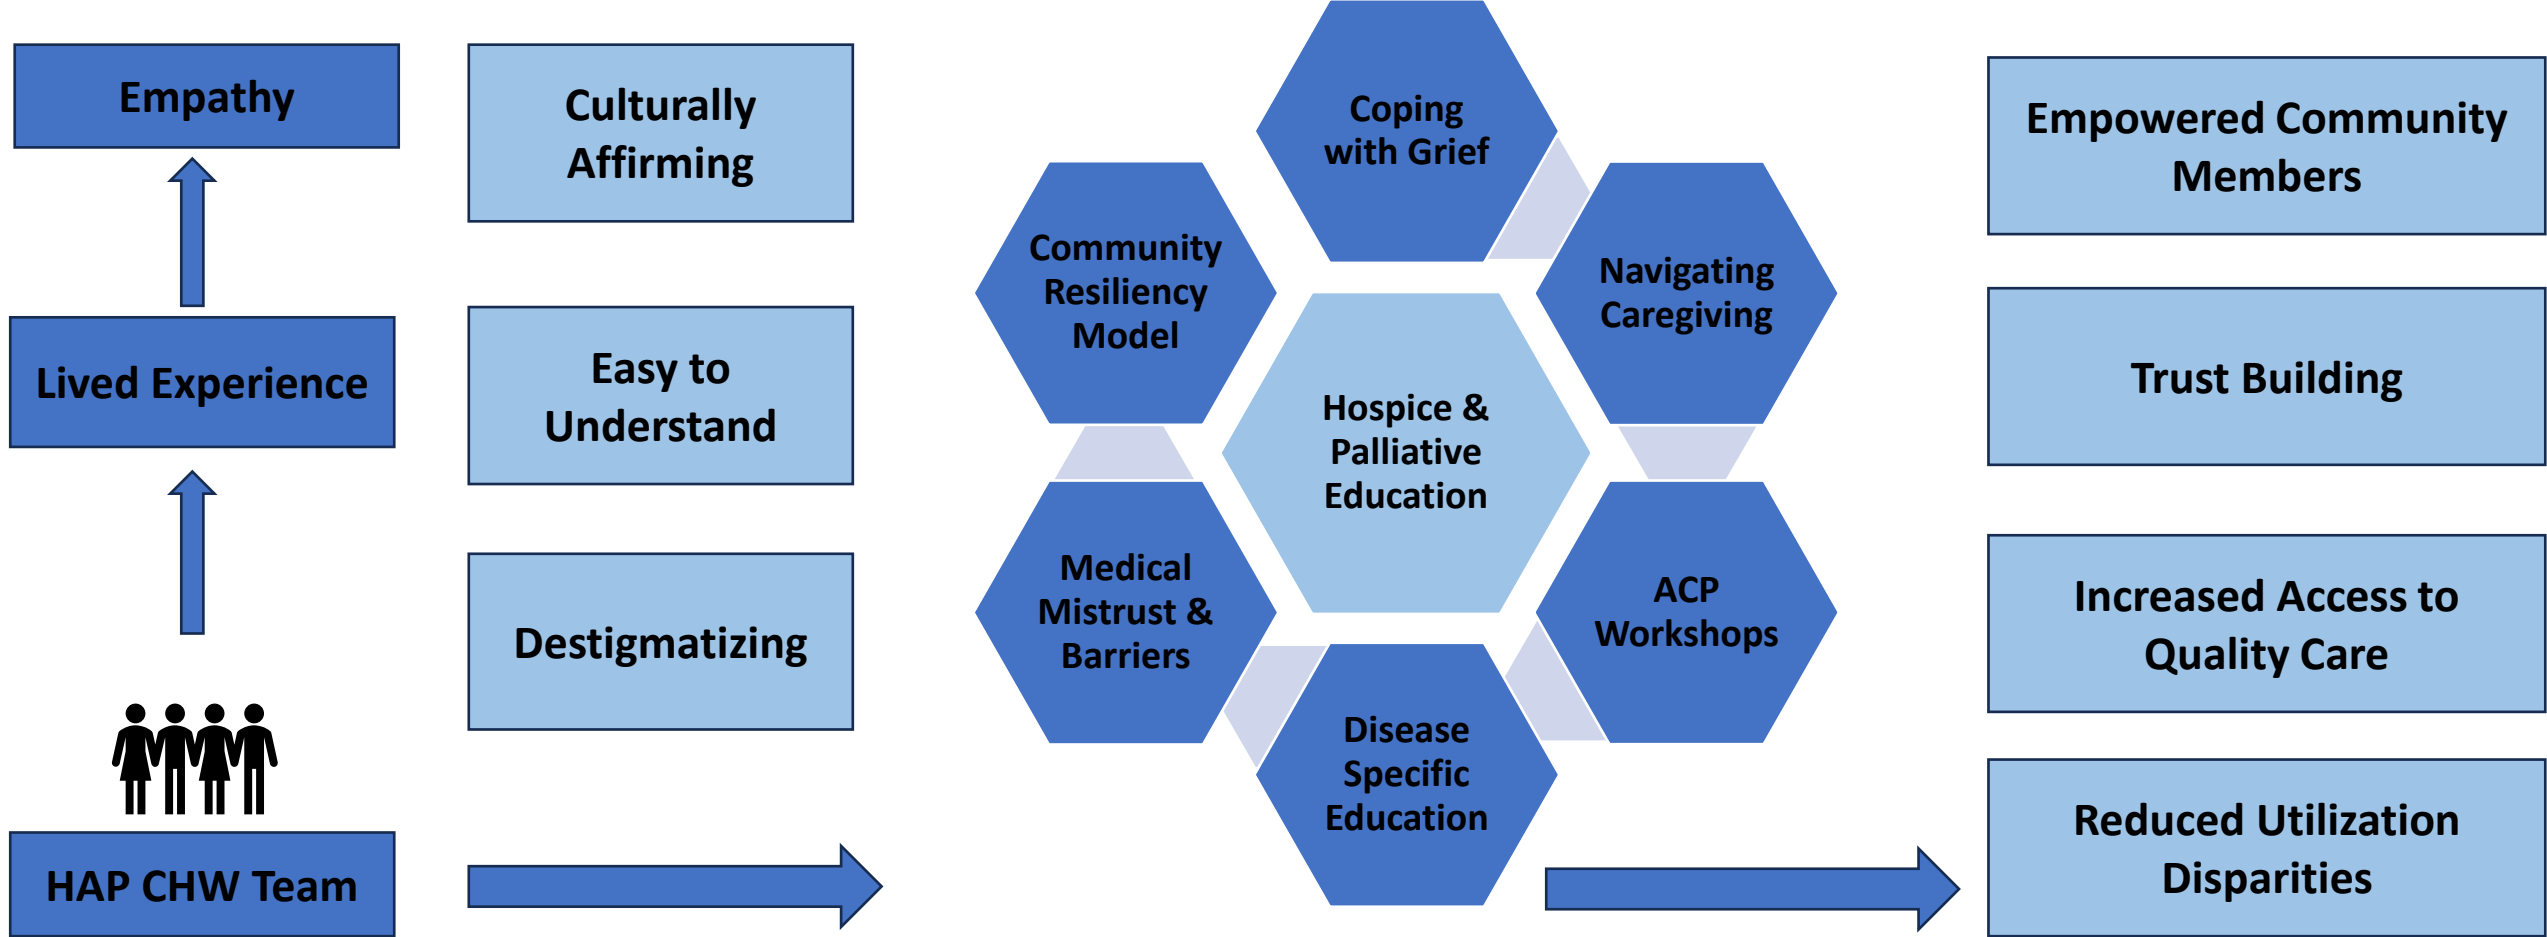 Empathy
Lived Experience
HAP CHW Team
Culturally
Affirming
Easy to
Understand
Destigmatizing
Coping
with Grief
Navigating
Caregiving
ACP
Workshops
Disease
Specific
Education
Medical
Mistrust &
Barriers
Community
Resiliency
Model
Hospice &
Palliative
Education
Empowered Community
Members
Trust Building
Increased Access to
Quality Care
Reduced Utilization
Disparities